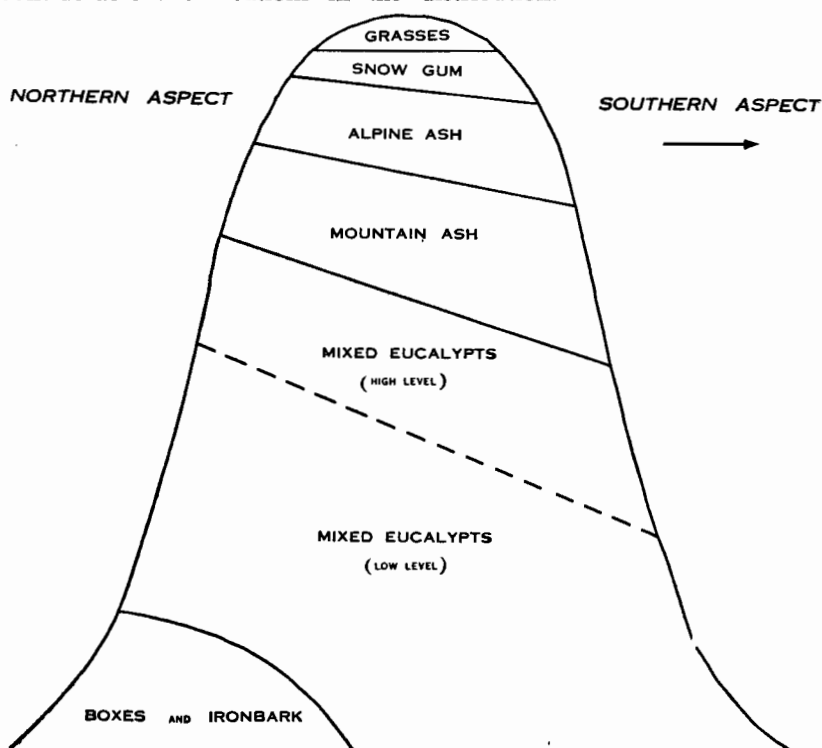 GRASSES
SNOW GUM
NORTHERN ASPECT
SOUTHERN ASPECT
ALPINE ASH
MOUNTAIN ASH
MIXED EUCALYPTS
(HIGH LEVEL)
MIXED EUCALYPTS
(LOW LEVEL)
BOXES AND IRONBARK